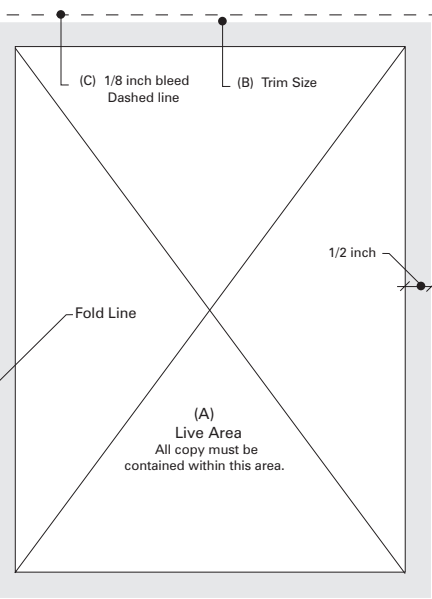 (C) 1/8 inch bleed
Dashed line
(B) Trim Size
1/2 inch
Fold Line
(A)
Live Area
All copy must be
contained within this area.